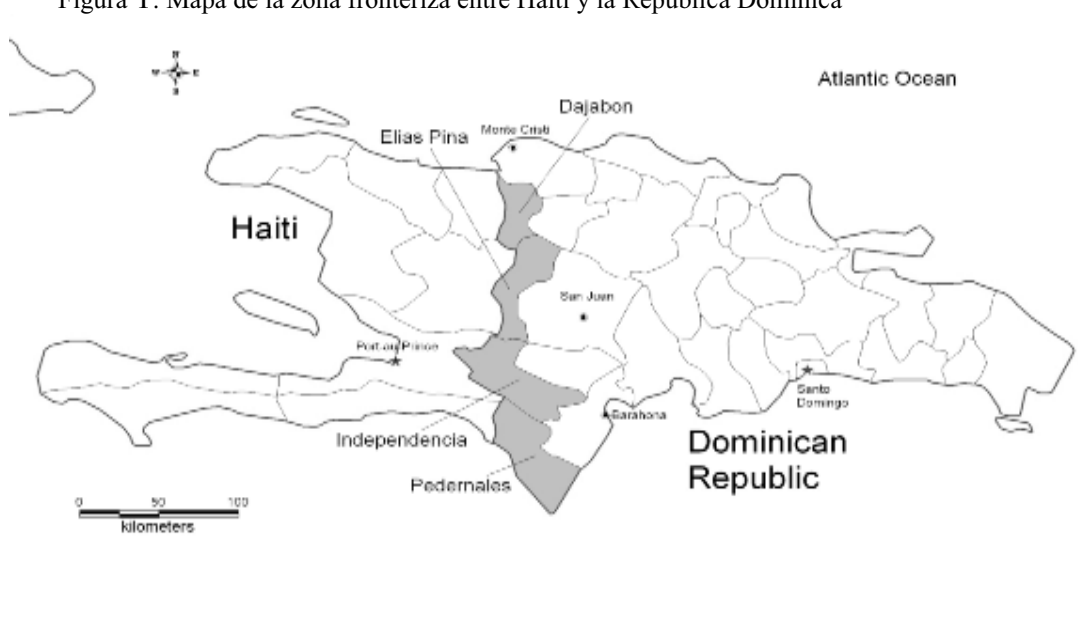 Figura 1: Mapa de la zona fronteriza entre Haití y la República Dominica
N
W E
S
Atlantic Ocean
Dajabon
Monte Cristi
Elias Pina
Haiti
San Juan
Port-au-Prince
Santo
Domingo
Barahona
Independencia
Dominican
Republic
Pedernales
0 50 100
kilometers